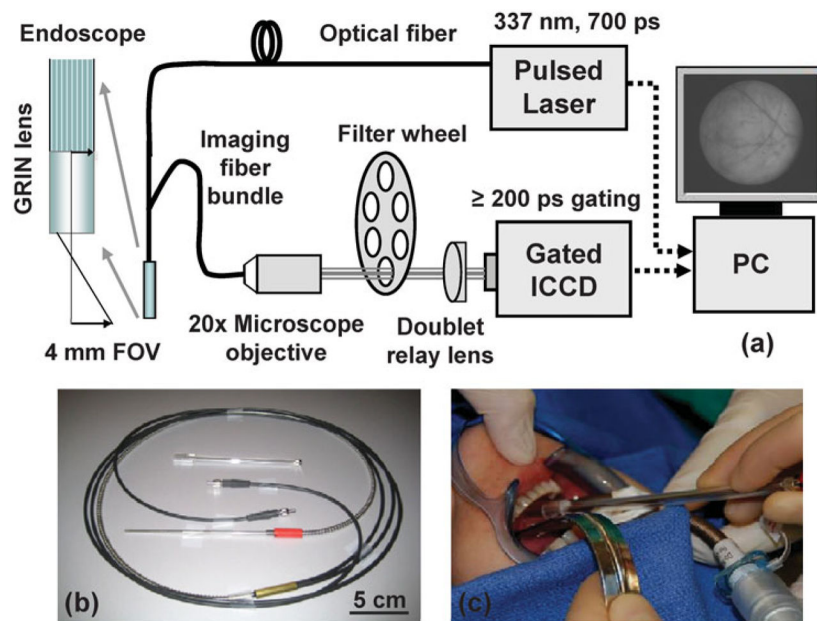 Endoscope
Optical fiber
337 nm, 700 ps
Pulsed
Laser
GRIN lens
Imaging
fiber
bundle
Filter wheel
≥ 200 ps gating
Gated
ICCD
PC
4 mm FOV
20x Microscope
objective
Doublet
relay lens
(a)
(b)
5 cm
(c)